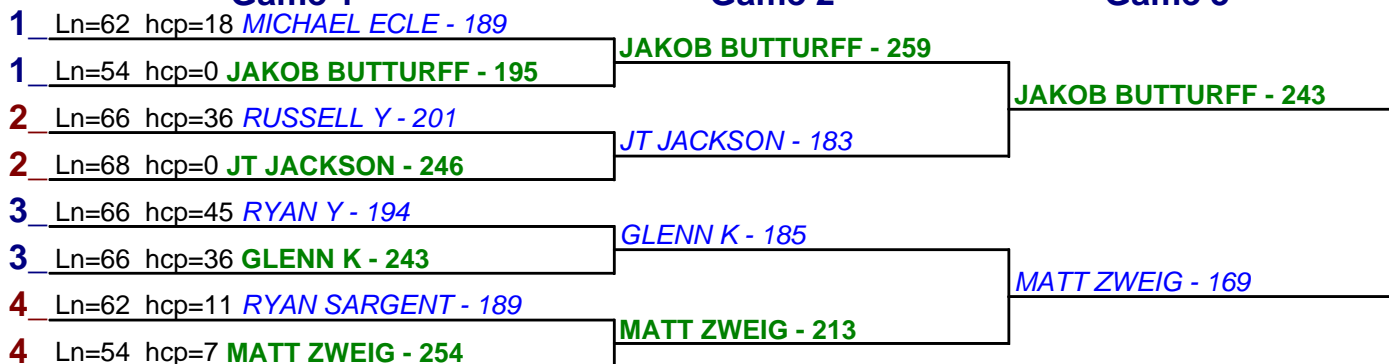 Game 2
1_ Ln=62 hcp=18 MICHAEL ECLE - 189
JAKOB BUTTURFF - 259
1_ Ln=54 hcp=0 JAKOB BUTTURFF - 195
JAKOB BUTTURFF - 243
2_ Ln=66 hcp=36 RUSSELL Y - 201
JT JACKSON - 183
2_ Ln=68 hcp=0 JT JACKSON - 246
3_ Ln=66 hcp=45 RYAN Y - 194
GLENN K - 185
3_ Ln=66 hcp=36 GLENN K - 243
MATT ZWEIG - 169
4_ Ln=62 hcp=11 RYAN SARGENT - 189
MATT ZWEIG - 213
4 Ln=54 hcp=7 MATT ZWEIG - 254